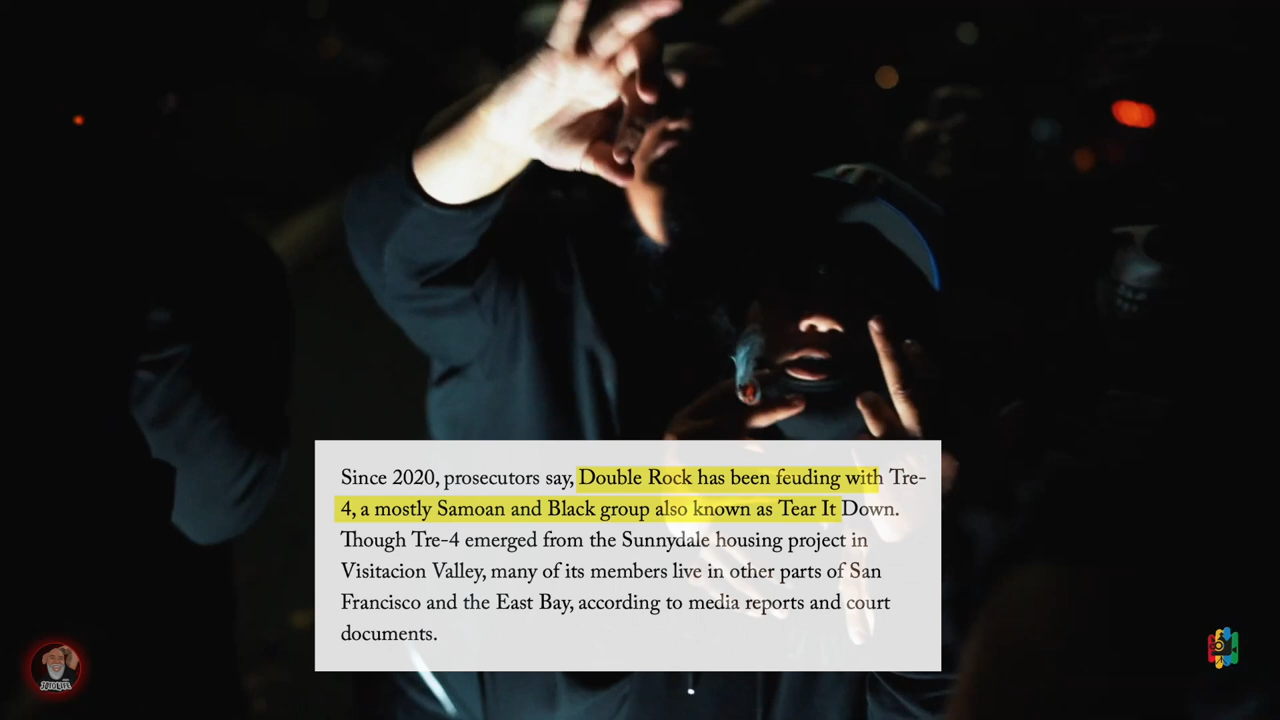 Since 2020, prosecutors say, Double Rock has been feuding with Tre-
4, a mostly Samoan and Black group also known as Tear It Down.
Though Tre-4 emerged from the Sunnydale housing project in
Visitacion Valley, many of its members live in other parts of San
Francisco and the East Bay, according to media reports and court
documents.